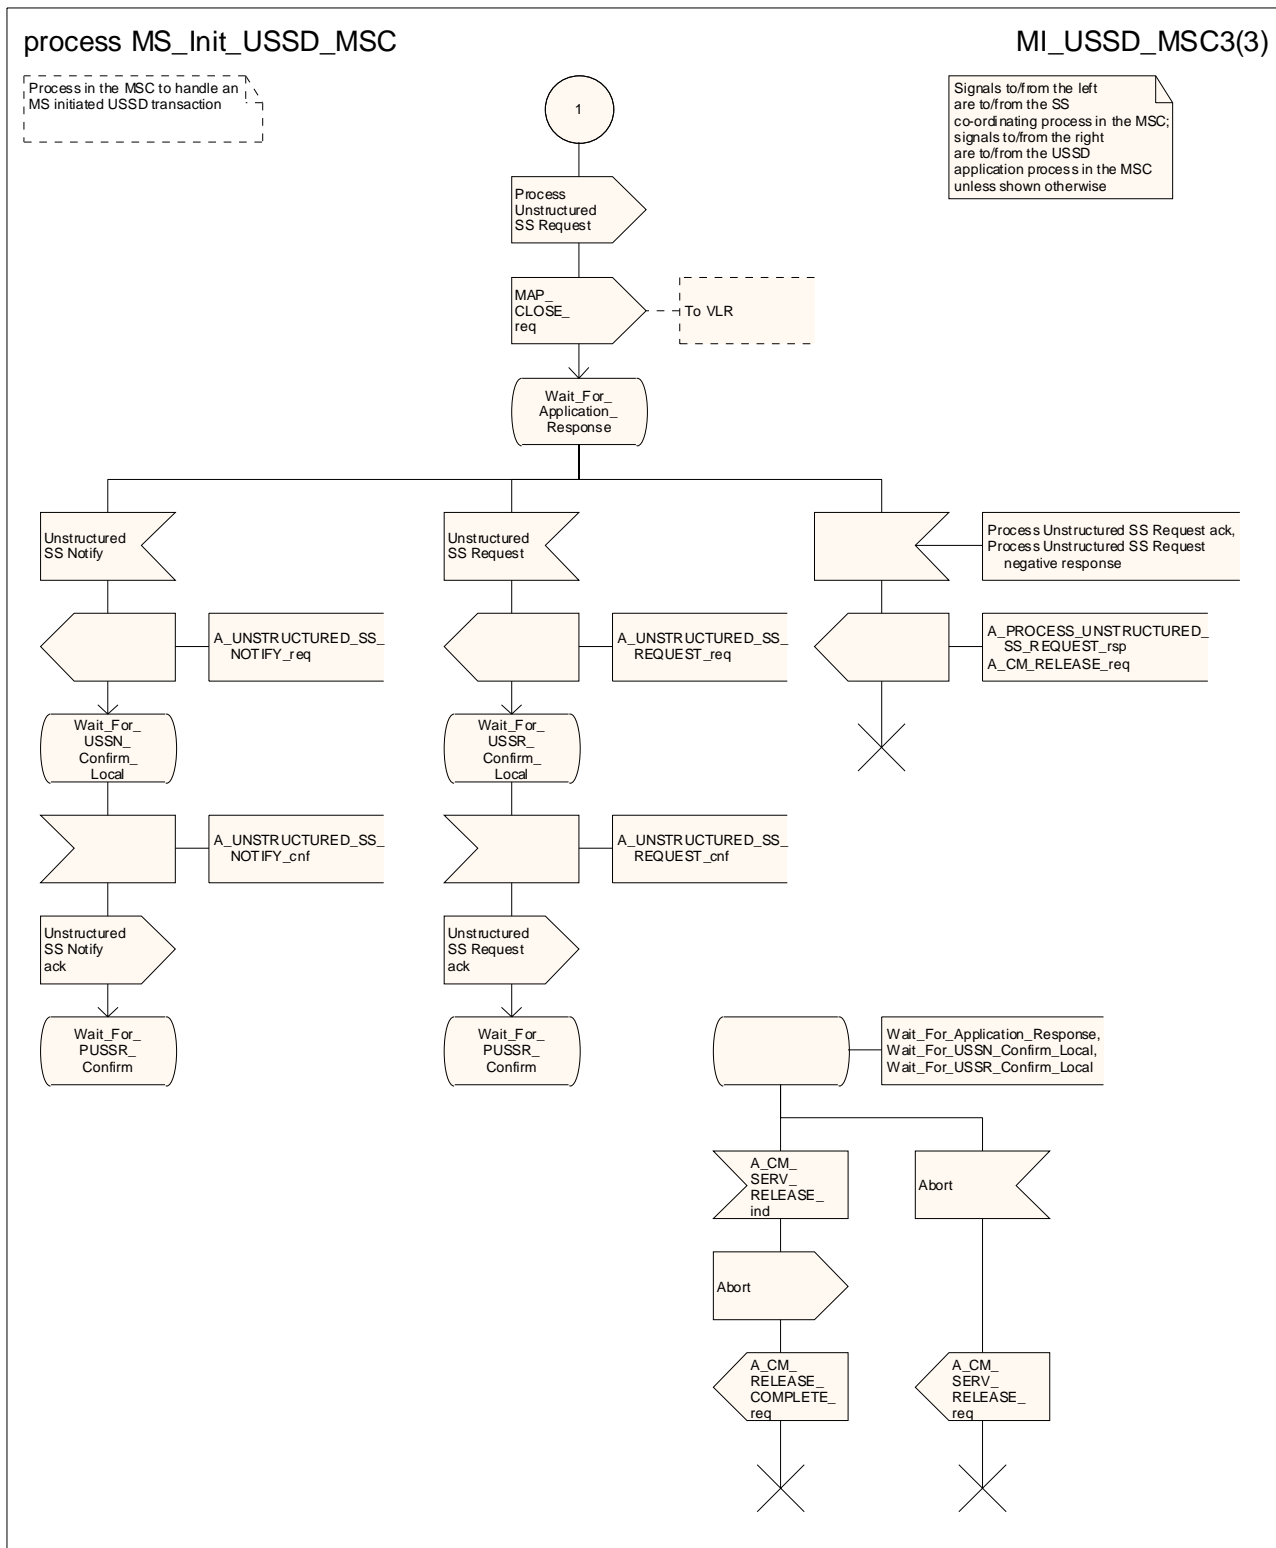 process MS_Init_USSD_MSC
MI_USSD_MSC3(3)
Process in the MSC to handle an
MS initiated USSD transaction
1
Signals to/from the left
are to/from the SS
co-ordinating process in the MSC;
signals to/from the right
are to/from the USSD
application process in the MSC
unless shown otherwise
Process
Unstructured
SS Request
MAP_
CLOSE_
req
To VLR
Wait_For_
Application_
Response
Unstructured
SS Notify
Unstructured
SS Request
Process Unstructured SS Request ack,
Process Unstructured SS Request
negative response
A_UNSTRUCTURED_SS_
NOTIFY_req
A_UNSTRUCTURED_SS_
REQUEST_req
A_PROCESS_UNSTRUCTURED_
SS_REQUEST_rsp
A_CM_RELEASE_req
Wait_For_
USSN_
Confirm_
Local
Wait_For_
USSR_
Confirm_
Local
A_UNSTRUCTURED_SS_
NOTIFY_cnf
A_UNSTRUCTURED_SS_
REQUEST_cnf
Unstructured
SS Notify
ack
Unstructured
SS Request
ack
Wait_For_
PUSSR_
Confirm
Wait_For_
PUSSR_
Confirm
Wait_For_Application_Response,
Wait_For_USSN_Confirm_Local,
Wait_For_USSR_Confirm_Local
A_CM_
SERV_
RELEASE_
ind
Abort
Abort
A_CM_
RELEASE_
COMPLETE_
req
A_CM_
SERV_
RELEASE_
req